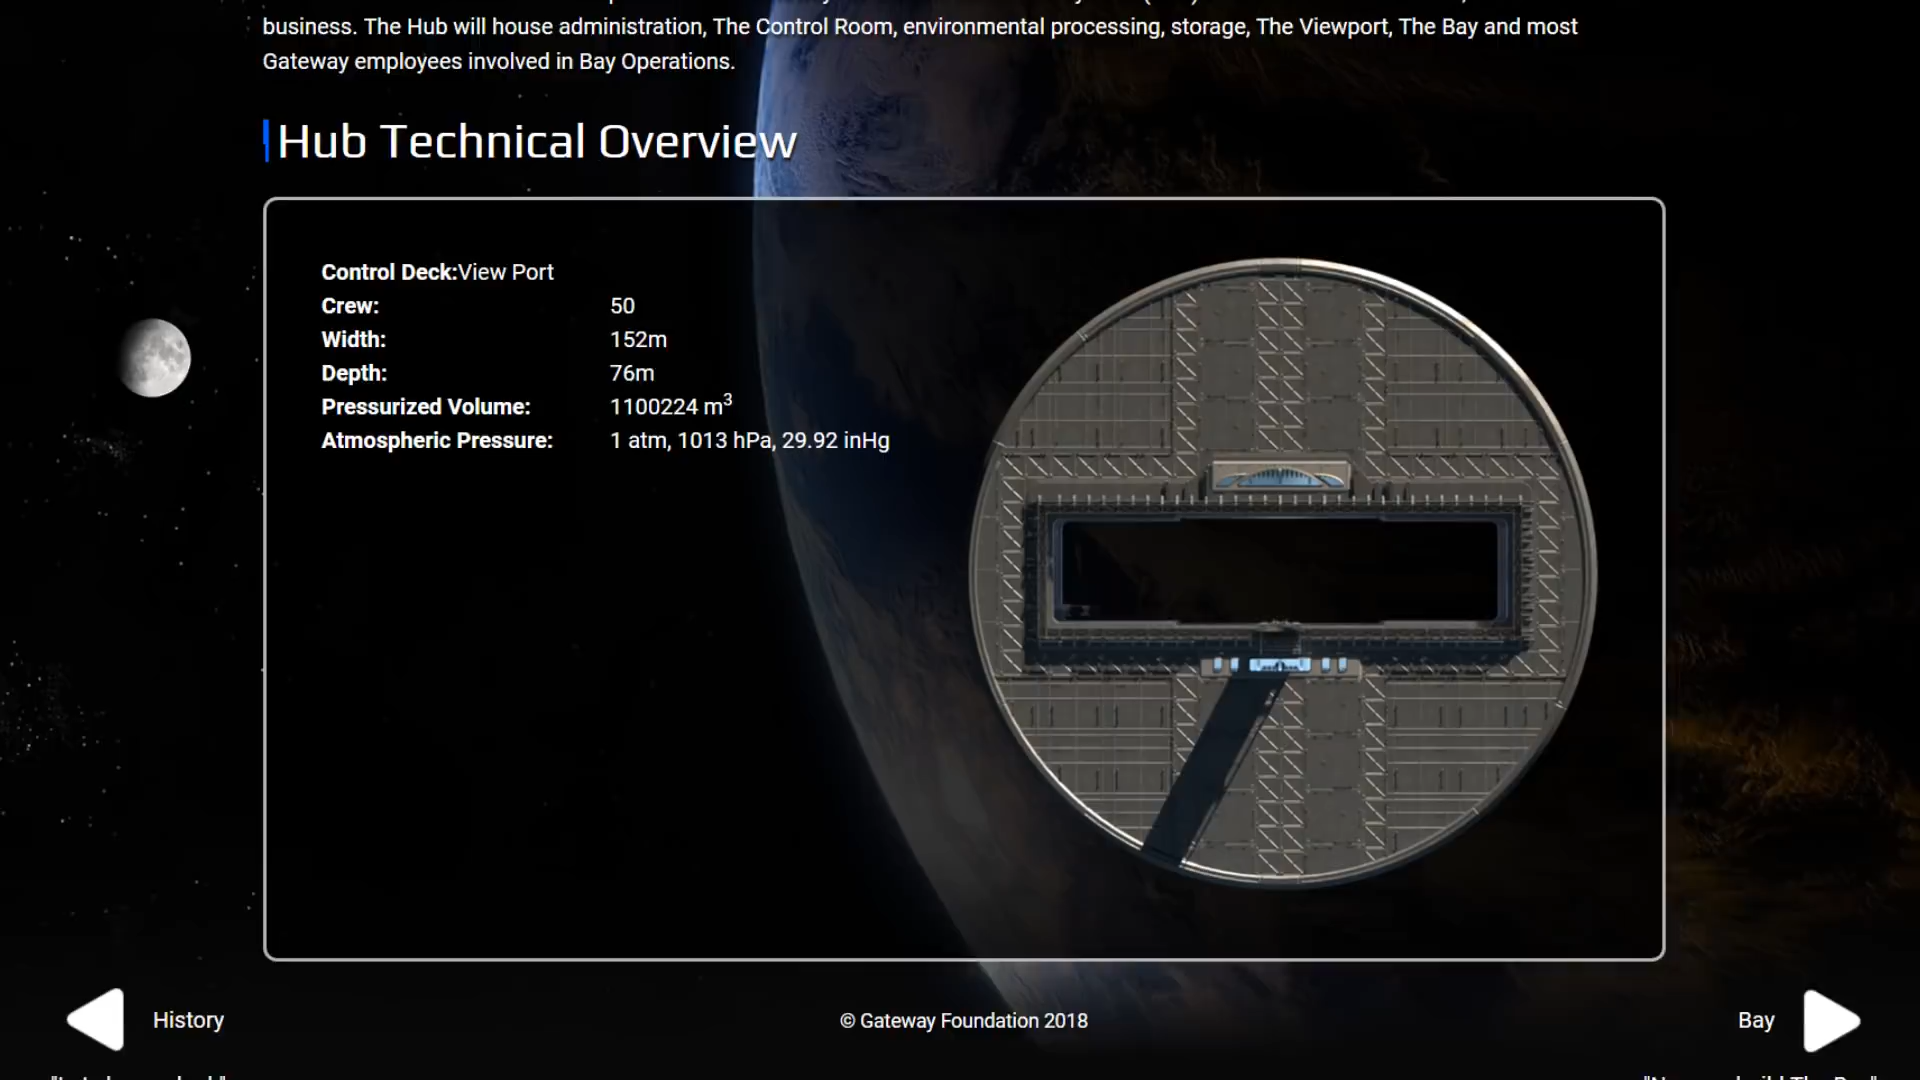 business. The Hub will house administration, The Control Room, environmental processing, storage, The Viewport, The Bay and most
Gateway employees involved in Bay Operations.
Hub Technical Overview
Control Deck:View Port
Crew: 50
Width: 152m
Depth: 76m
Pressurized Volume: 1100224 m³
Atmospheric Pressure: 1 atm, 1013 hPa, 29.92 inHg
History
© Gateway Foundation 2018
Bay